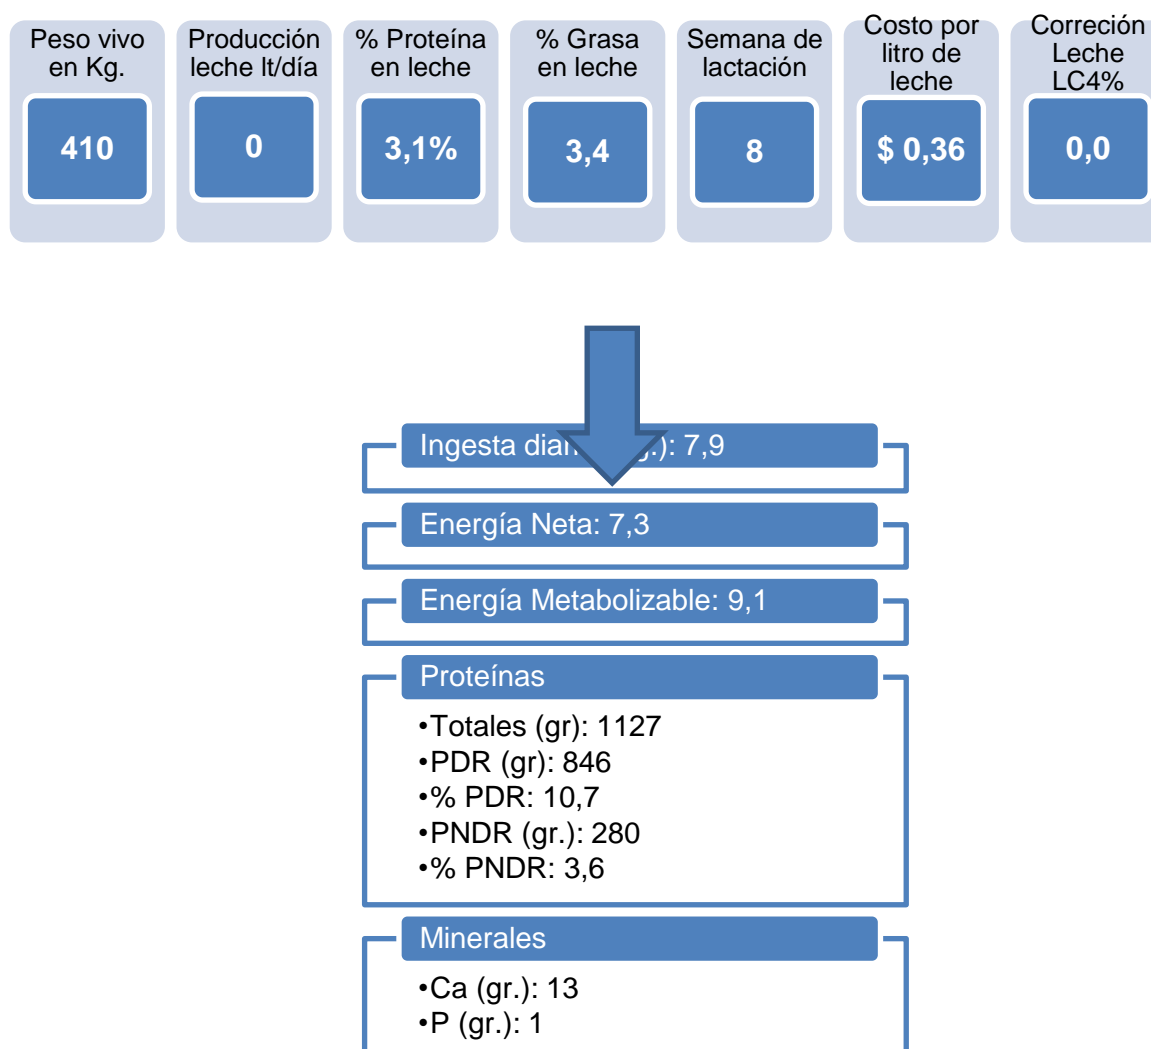 Peso vivo
en Kg.
410
Producción
leche lt/día
0
% Proteína
en leche
3,1%
% Grasa
en leche
3,4
Semana de
lactación
8
Costo por
litro de
leche
$ 0,36
Correción
Leche
LC4%
0,0
Ingesta .): 7,9
Energía Neta: 7,3
Energía Metabolizable: 9,1
Proteínas
•Totales (gr): 1127
•PDR (gr): 846
•% PDR: 10,7
•PNDR (gr.): 280
•% PNDR: 3,6
Minerales
•Ca (gr.): 13
•P (gr.): 1